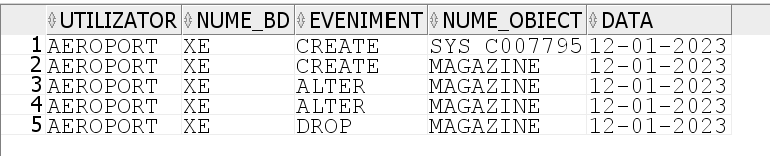 UTILIZATOR NUME_BD EVENIMENT NUME_OBIECT DATA
1 AEROPORT XE CREATE SYS_C007795 12-01-2023
2 AEROPORT XE CREATE MAGAZINE 12-01-2023
3 AEROPORT XE ALTER MAGAZINE 12-01-2023
4 AEROPORT XE ALTER MAGAZINE 12-01-2023
5 AEROPORT XE DROP MAGAZINE 12-01-2023